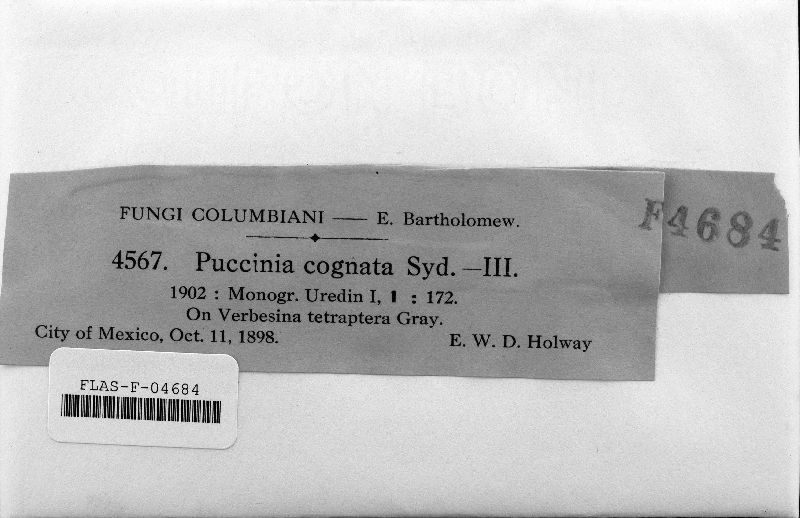 FUNGI COLUMBIANI — E. Bartholomew.
F4684
4567. Puccinia cognata Syd. —III.
1902 : Monogr. Uredin I, 1 : 172.
On Verbesina tetraptera Gray.
City of Mexico, Oct. 11, 1898. E. W. D. Holway
FLAS-F-04684